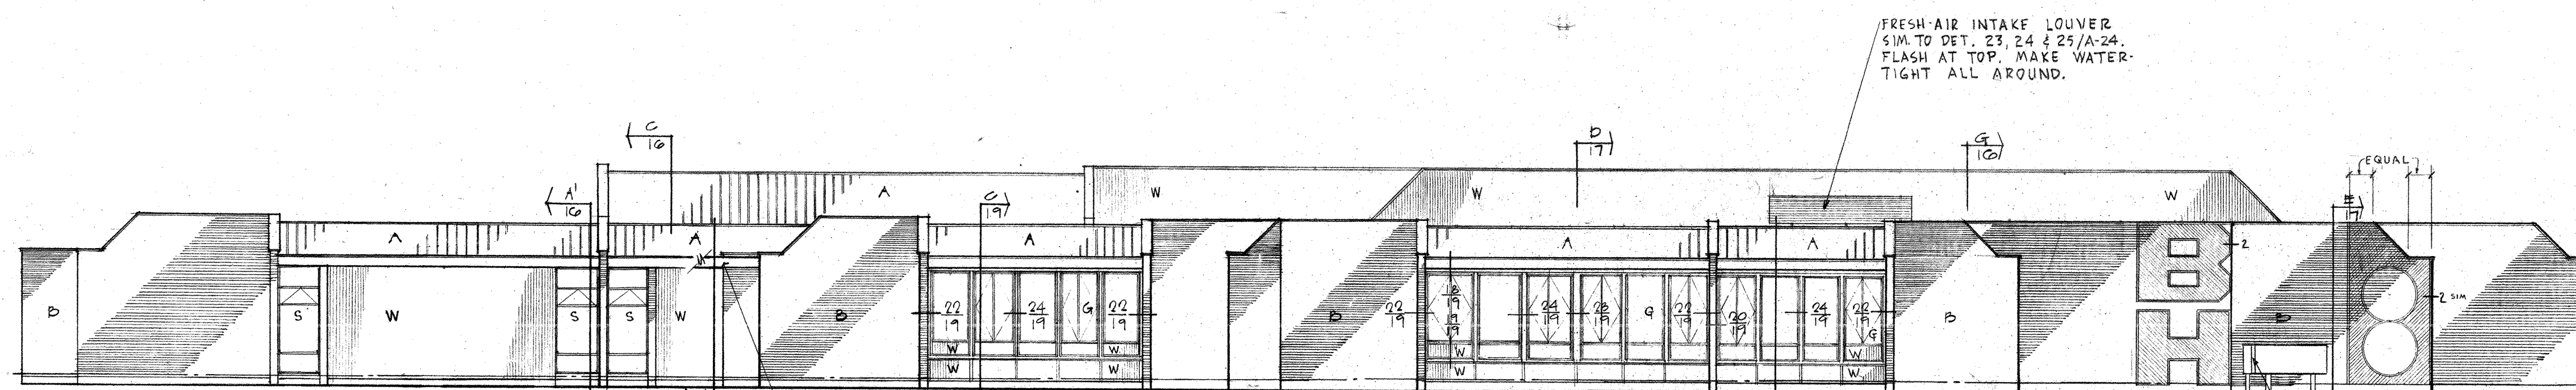 FRESH-AIR INTAKE LOUVER
SIM. TO DET. 23, 24 & 25/A-24.
FLASH AT TOP. MAKE WATER-
TIGHT ALL AROUND.
C
16
D
17
G
16
EQUAL
A'
16
C
19
E
17
A
W
W
W
A
A
A
A
A
2
B
S
W
S
S
W
B
22
19
24
19
G
22
19
W
W
W
W
B
22
19
18
19
19
19
24
19
23
19
G
22
19
20
19
24
19
22
19
G
W
W
W
W
B
B
2 SIM
B
H